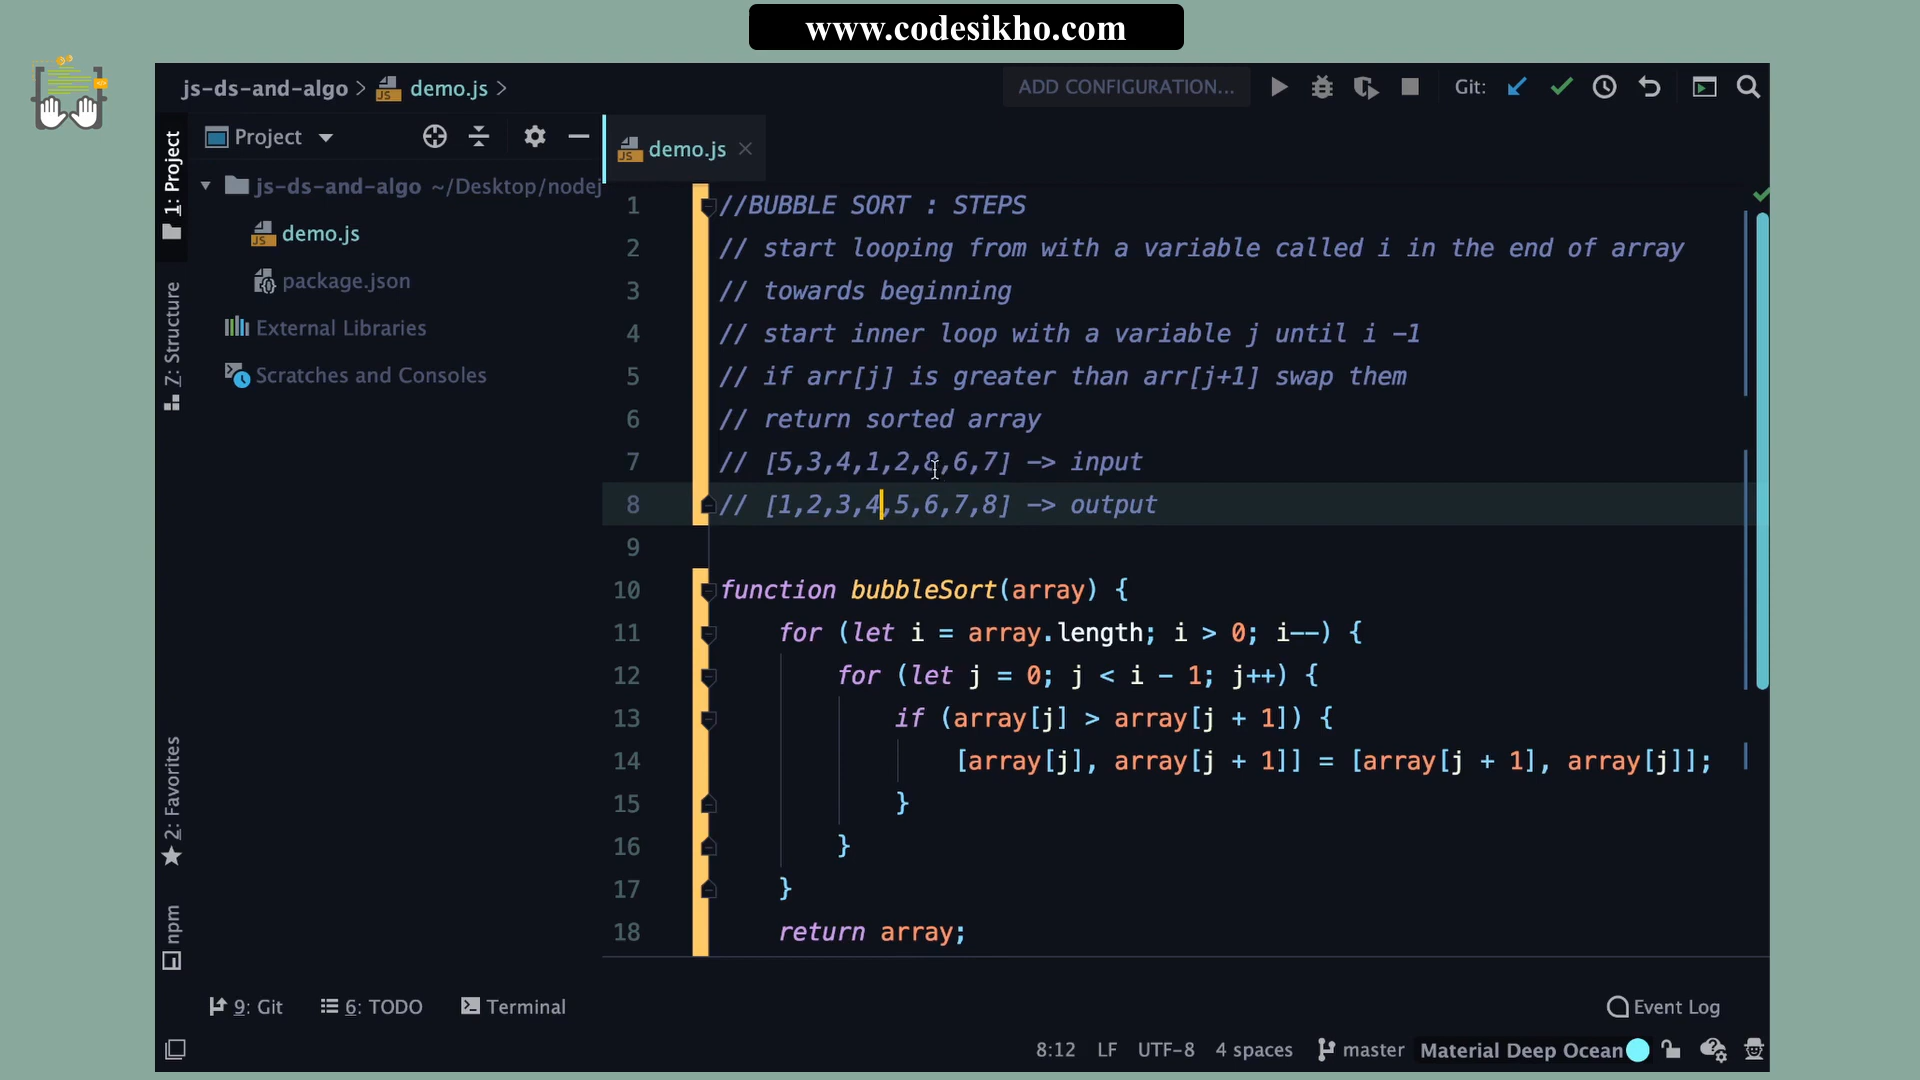 www.codesikho.com
js-ds-and-algo > demo.js >
ADD CONFIGURATION...
Git:
1: Project
Project
demo.js
js-ds-and-algo ~/Desktop/nodej
demo.js
package.json
External Libraries
Scratches and Consoles
Z: Structure
2: Favorites
npm
1 //BUBBLE SORT : STEPS
2 // start looping from with a variable called i in the end of array
3 // towards beginning
4 // start inner loop with a variable j until i -1
5 // if arr[j] is greater than arr[j+1] swap them
6 // return sorted array
7 // [5,3,4,1,2,8,6,7] -> input
8 // [1,2,3,4,5,6,7,8] -> output
9
10 function bubbleSort(array) {
11 for (let i = array.length; i > 0; i--) {
12 for (let j = 0; j < i - 1; j++) {
13 if (array[j] > array[j + 1]) {
14 [array[j], array[j + 1]] = [array[j + 1], array[j]];
15 }
16 }
17 }
18 return array;
9: Git
6: TODO
Terminal
Event Log
8:12 LF UTF-8 4 spaces master Material Deep Ocean